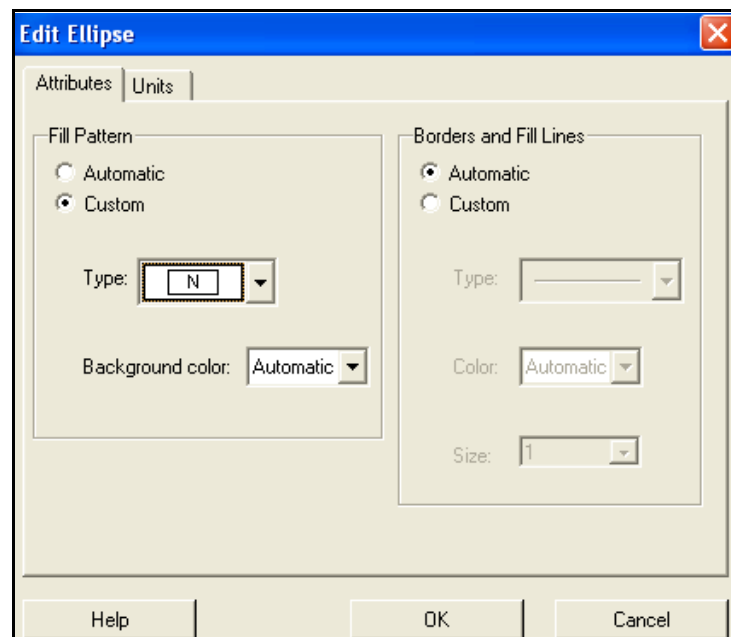 Edit Ellipse
Attributes
Units
Fill Pattern
Automatic
Custom
Type:
N
Background color:
Automatic
Borders and Fill Lines
Automatic
Custom
Type:
Color:
Automatic
Size:
1
Help
OK
Cancel